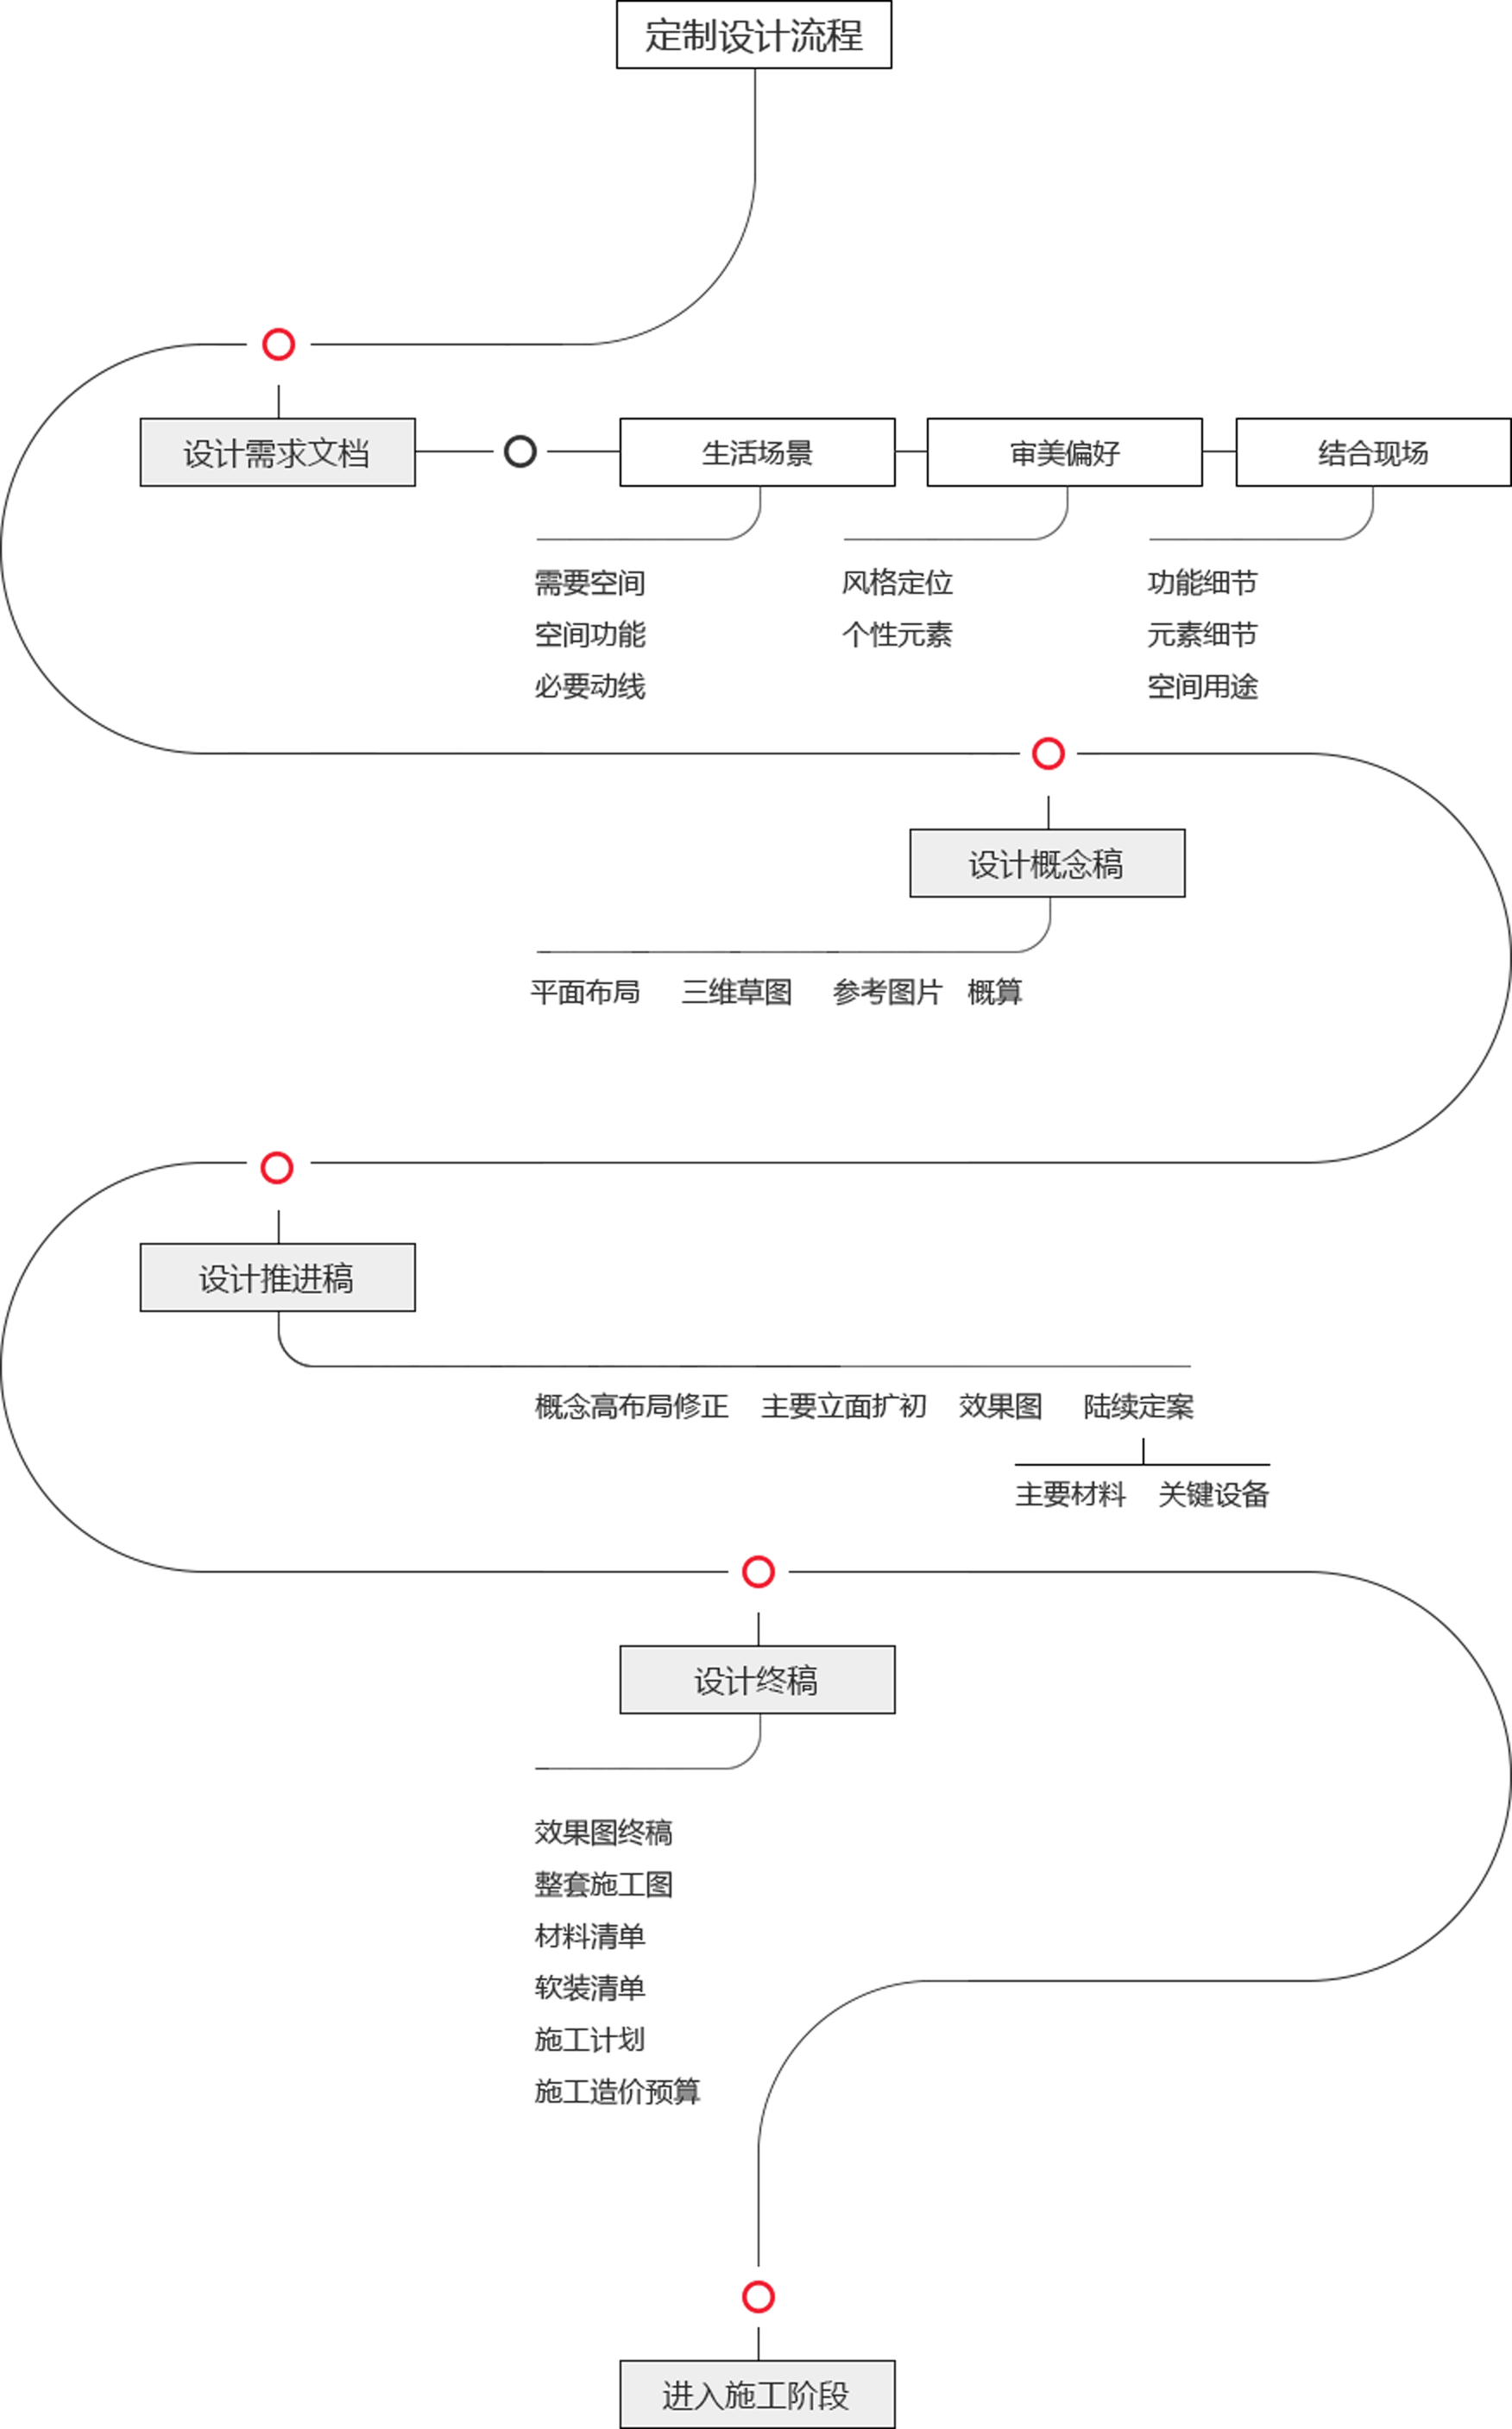 定制设计流程
设计需求文档
生活场景
审美偏好
结合现场
需要空间
空间功能
必要动线
风格定位
个性元素
功能细节
元素细节
空间用途
设计概念稿
平面布局 三维草图 参考图片 概算
设计推进稿
概念高布局修正 主要立面扩初 效果图 陆续定案
主要材料 关键设备
设计终稿
效果图终稿
整套施工图
材料清单
软装清单
施工计划
施工造价预算
进入施工阶段